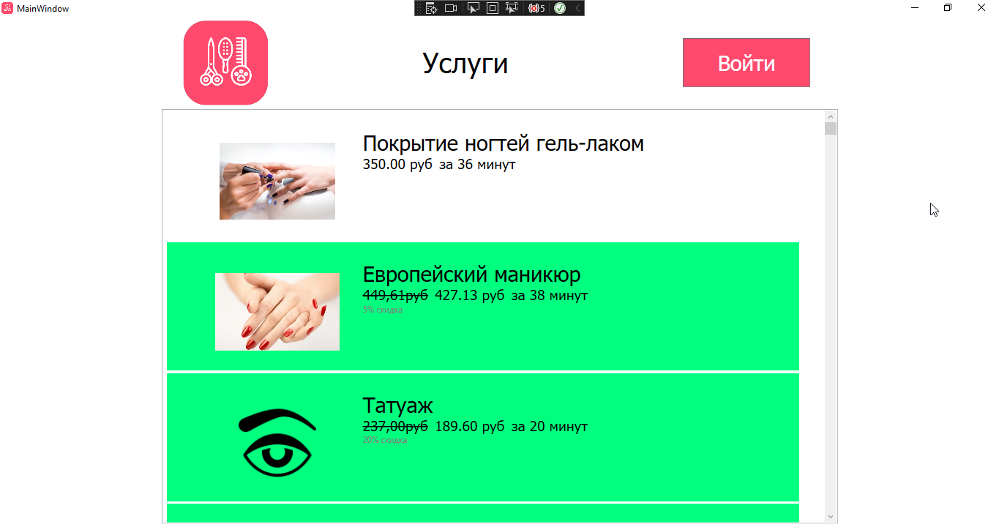 MainWindow
5
Услуги
Войти
Покрытие ногтей гель-лаком
350.00 руб за 36 минут
Европейский маникюр
449,61руб 427.13 руб за 38 минут
5% скидка
Татуаж
237,00руб 189.60 руб за 20 минут
20% скидка